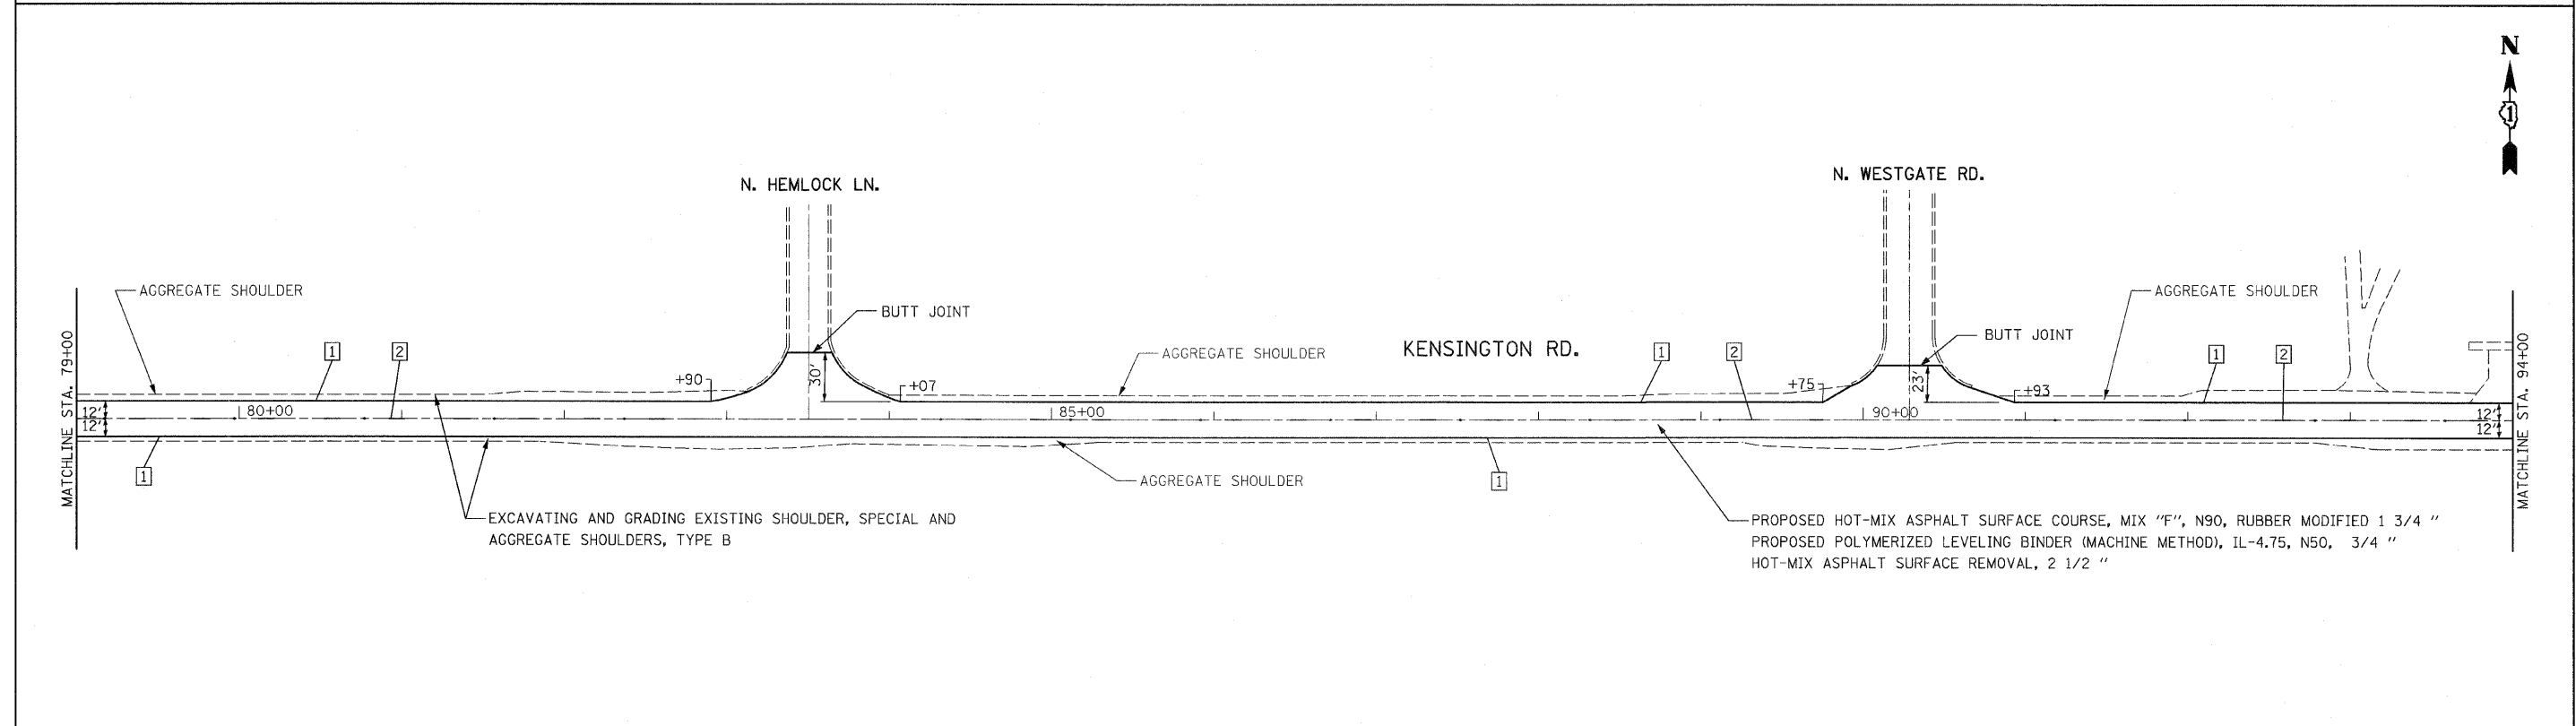 N
1
N. HEMLOCK LN.
N. WESTGATE RD.
AGGREGATE SHOULDER
BUTT JOINT
AGGREGATE SHOULDER
KENSINGTON RD.
BUTT JOINT
AGGREGATE SHOULDER
MATCHLINE STA. 79+00
1
2
30'
1
2
23'
1
2
MATCHLINE STA. 94+00
+90
+07
+75
+93
12'
12'
80+00
85+00
90+00
12'
12'
1
AGGREGATE SHOULDER
1
EXCAVATING AND GRADING EXISTING SHOULDER, SPECIAL AND
AGGREGATE SHOULDERS, TYPE B
PROPOSED HOT-MIX ASPHALT SURFACE COURSE, MIX "F", N90, RUBBER MODIFIED 1 3/4 "
PROPOSED POLYMERIZED LEVELING BINDER (MACHINE METHOD), IL-4.75, N50, 3/4 "
HOT-MIX ASPHALT SURFACE REMOVAL, 2 1/2 "